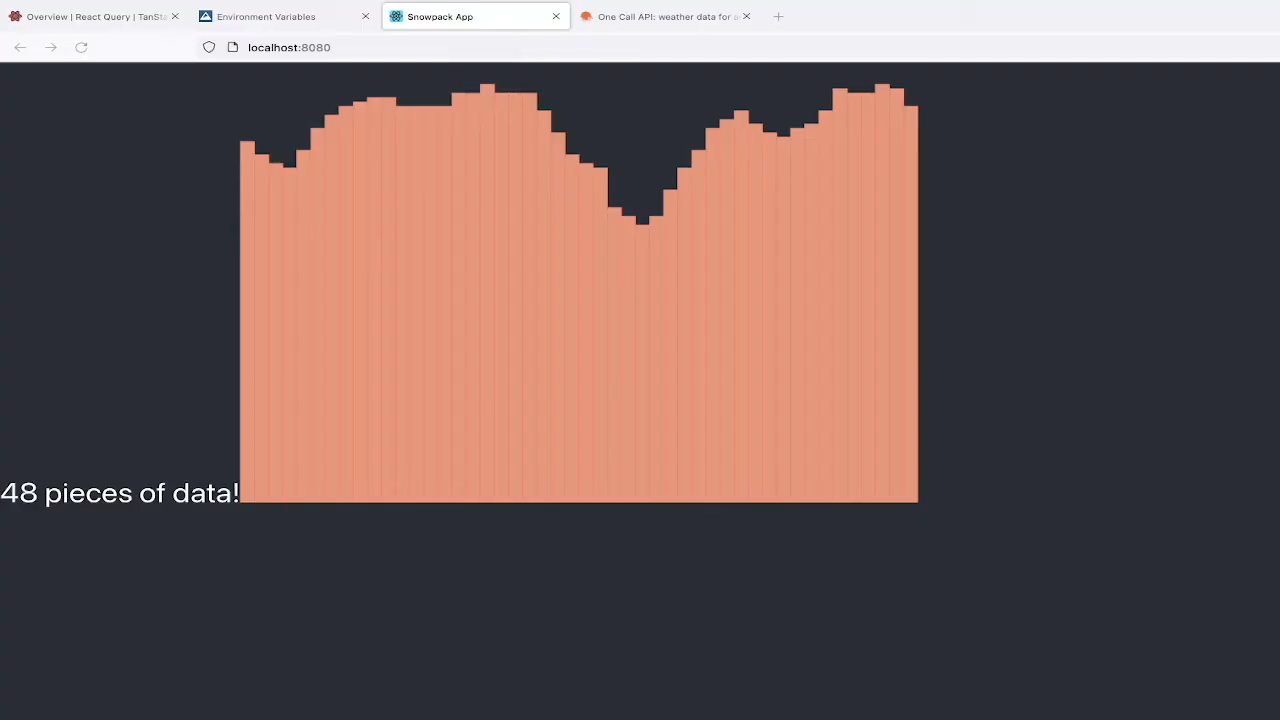 Overview | React Query | TanSta
Environment Variables
Snowpack App
One Call API: weather data for a
localhost:8080
48 pieces of data!